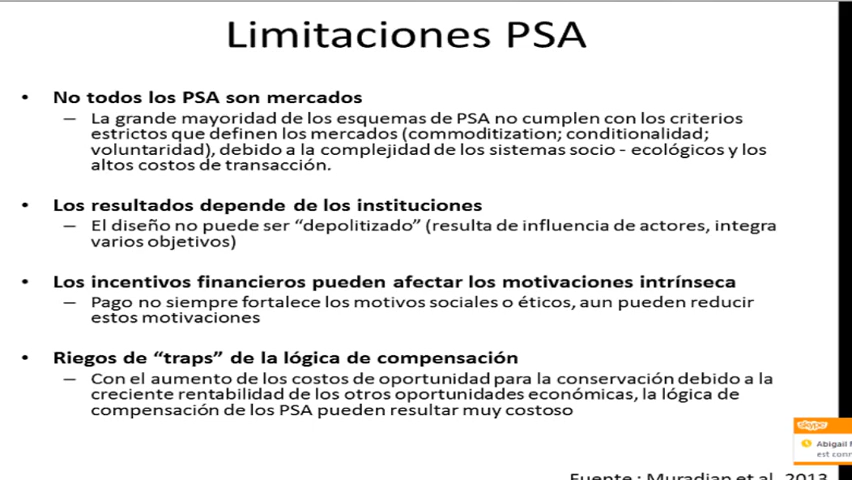 Limitaciones PSA
• No todos los PSA son mercados
– La grande mayoridad de los esquemas de PSA no cumplen con los criterios
estrictos que definen los mercados (commoditization; conditionalidad;
voluntaridad), debido a la complejidad de los sistemas socio - ecológicos y los
altos costos de transacción.
• Los resultados depende de los instituciones
– El diseño no puede ser “depolitizado” (resulta de influencia de actores, integra
varios objetivos)
• Los incentivos financieros pueden afectar los motivaciones intrínseca
– Pago no siempre fortalece los motivos sociales o éticos, aun pueden reducir
estos motivaciones
• Riegos de “traps” de la lógica de compensación
– Con el aumento de los costos de oportunidad para la conservación debido a la
creciente rentabilidad de los otros oportunidades económicas, la lógica de
compensación de los PSA pueden resultar muy costoso
skype
Abigail
est conn
Fuente : Muradian et al. 2013